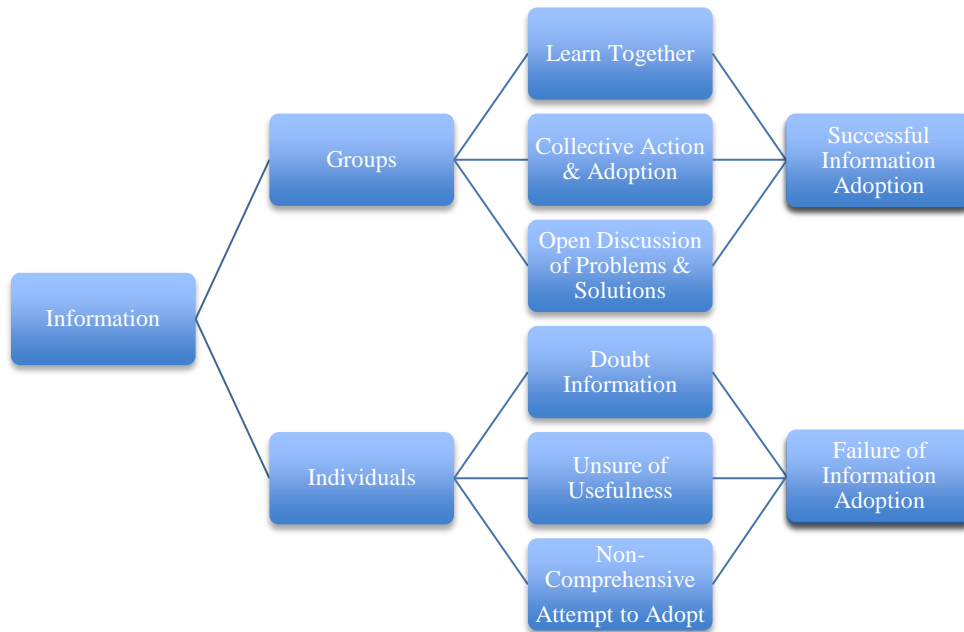 Information
Groups
Individuals
Learn Together
Collective Action
& Adoption
Open Discussion
of Problems &
Solutions
Doubt
Information
Unsure of
Usefulness
Non-
Comprehensive
Attempt to Adopt
Successful
Information
Adoption
Failure of
Information
Adoption